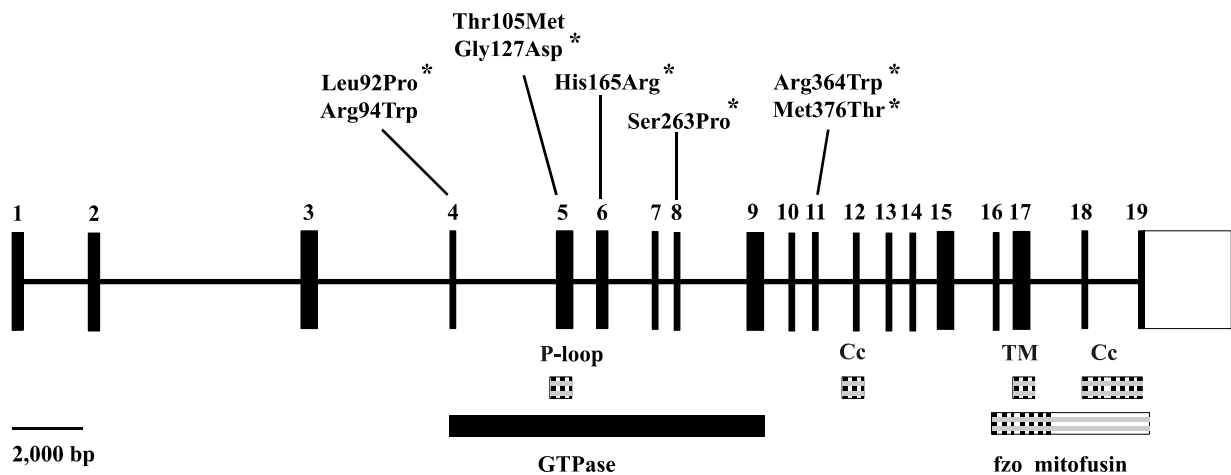 Thr105Met
Gly127Asp *
Leu92Pro *
Arg94Trp
His165Arg *
Ser263Pro *
Arg364Trp *
Met376Thr *
1 2 3 4 5 6 7 8 9 10 11 12 13 14 15 16 17 18 19
P-loop Cc TM Cc
2,000 bp
GTPase fzo mitofusin